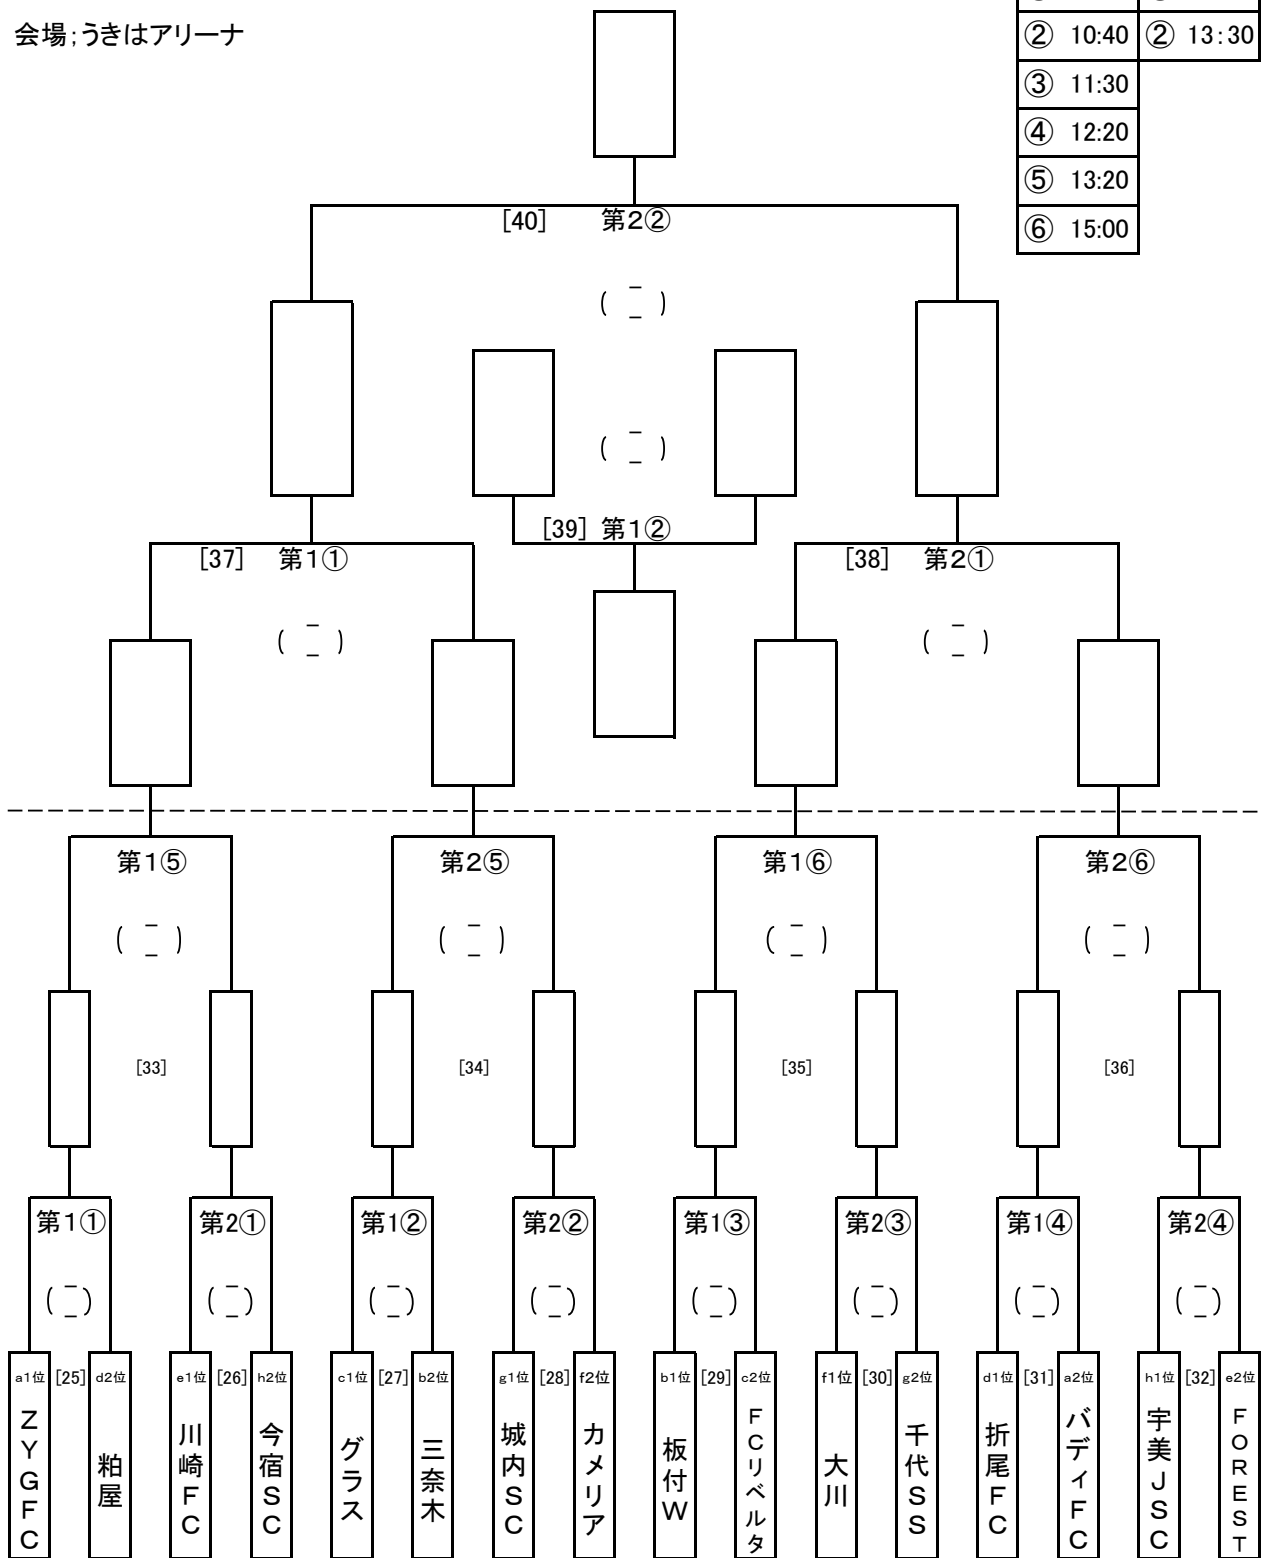 会場;うきはアリーナ
② 10:40 ② 13:30
③ 11:30
④ 12:20
⑤ 13:20
⑥ 15:00
[40] 第2②
( － － )
( － － )
[39] 第1②
[37] 第1① [38] 第2①
( － － ) ( － － )
第1⑤ 第2⑤ 第1⑥ 第2⑥
( － － ) ( － － ) ( － － ) ( － － )
[33] [34] [35] [36]
第1① 第2① 第1② 第2② 第1③ 第2③ 第1④ 第2④
( － － ) ( － － ) ( － － ) ( － － ) ( － － ) ( － － ) ( － － ) ( － － )
a1位 [25] d2位 e1位 [26] h2位 c1位 [27] b2位 g1位 [28] f2位 b1位 [29] c2位 f1位 [30] g2位 d1位 [31] a2位 h1位 [32] e2位
ZYGFC
粕屋
川崎FC
今宿SC
グラス
三奈木
城内SC
カメリア
板付W
FCリベルタ
大川
千代SS
折尾FC
バディFC
宇美JSC
FOREST